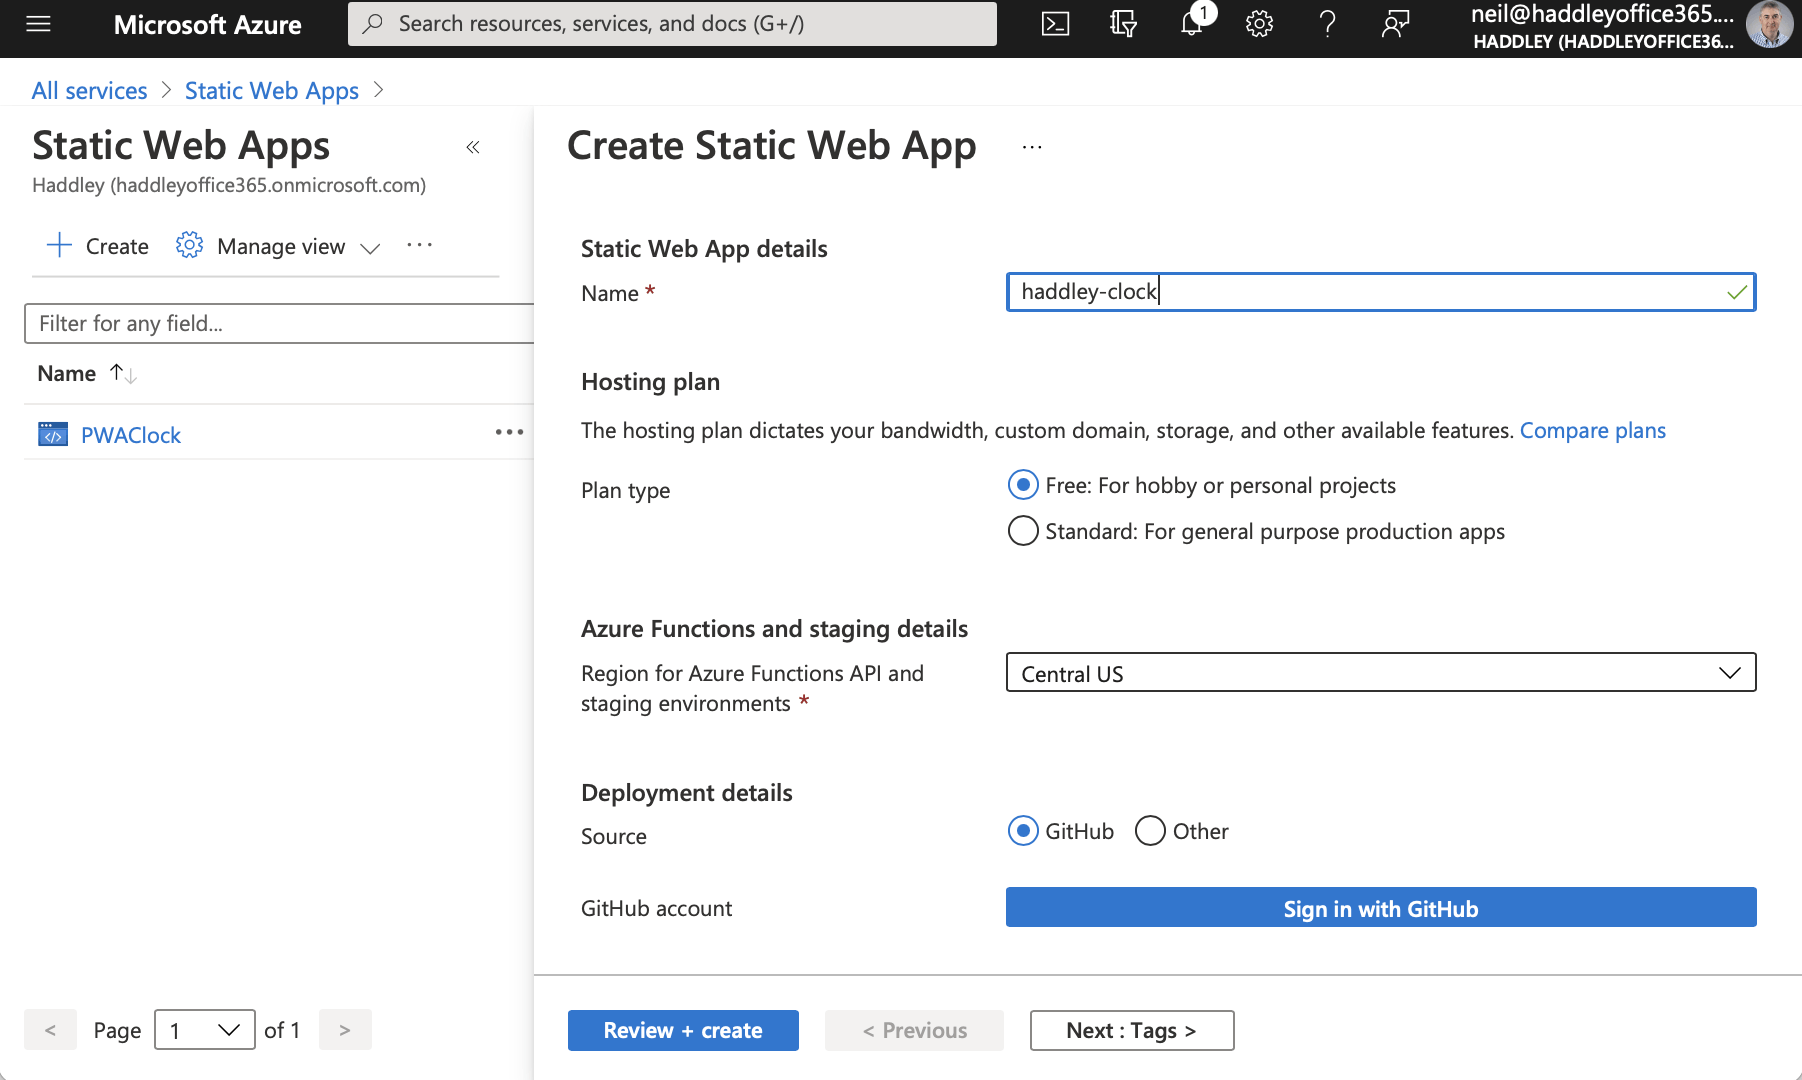 Microsoft Azure
Search resources, services, and docs (G+/)
1
neil@haddleyoffice365....
HADDLEY (HADDLEYOFFICE36...
All services > Static Web Apps >
Static Web Apps
«
Haddley (haddleyoffice365.onmicrosoft.com)
+ Create Manage view ...
Filter for any field...
Name ↑↓
PWAClock ...
< Page 1 of 1 >
Create Static Web App ...
Static Web App details
Name *
haddley-clock
Hosting plan
The hosting plan dictates your bandwidth, custom domain, storage, and other available features. Compare plans
Plan type
Free: For hobby or personal projects
Standard: For general purpose production apps
Azure Functions and staging details
Region for Azure Functions API and
staging environments *
Central US
Deployment details
Source
GitHub Other
GitHub account
Sign in with GitHub
Review + create < Previous Next : Tags >